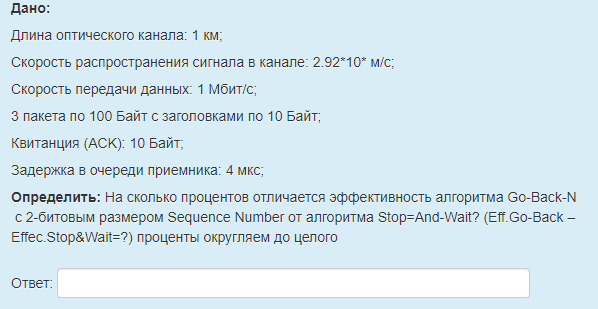 Дано:
Длина оптического канала: 1 км;
Скорость распространения сигнала в канале: 2.92*10* м/с;
Скорость передачи данных: 1 Мбит/с;
3 пакета по 100 Байт с заголовками по 10 Байт;
Квитанция (ACK): 10 Байт;
Задержка в очереди приемника: 4 мкс;
Определить: На сколько процентов отличается эффективность алгоритма Go-Back-N
с 2-битовым размером Sequence Number от алгоритма Stop=And-Wait? (Eff.Go-Back –
Effec.Stop&Wait=?) проценты округляем до целого
Ответ: